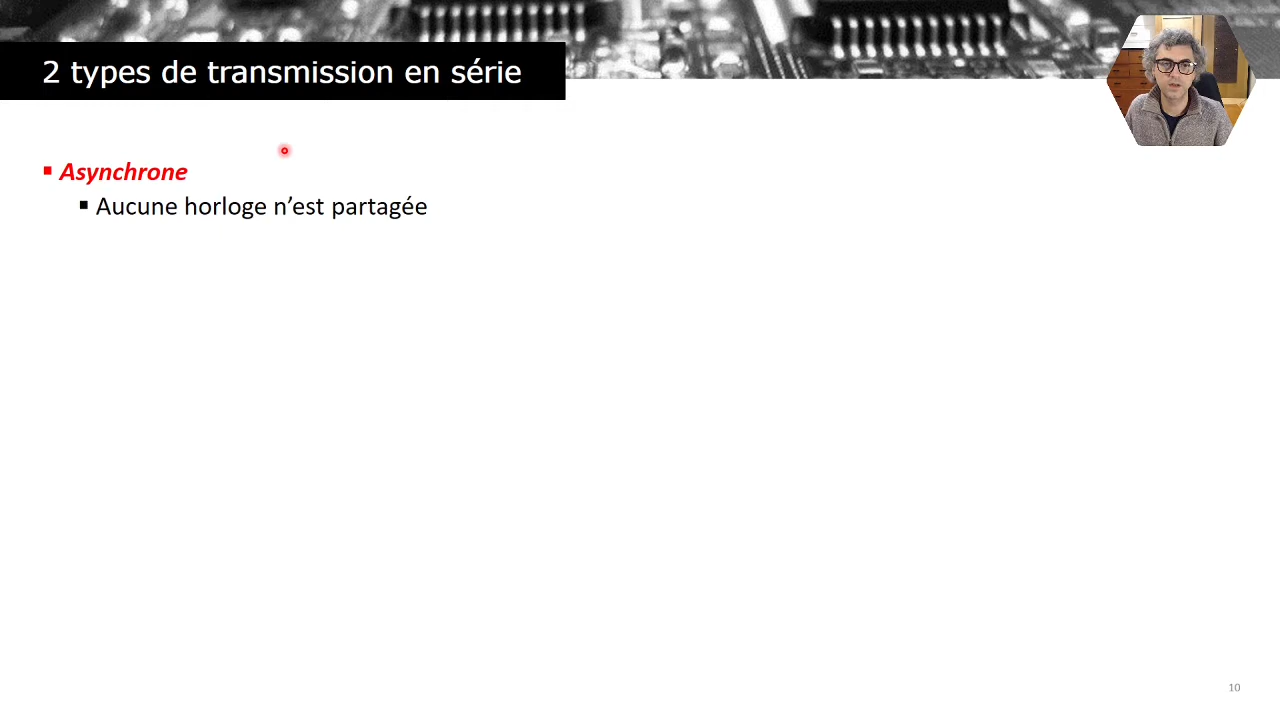 2 types de transmission en série
Asynchrone
Aucune horloge n’est partagée
10